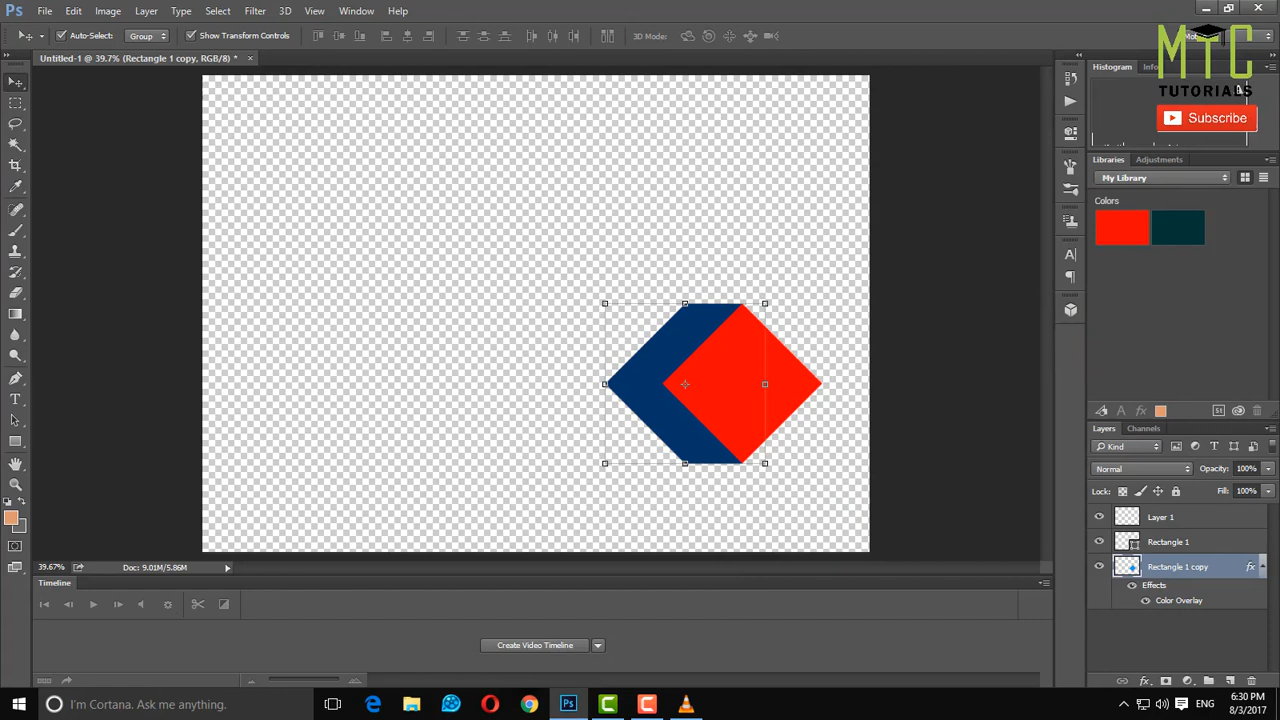 Ps File Edit Image Layer Type Select Filter 3D View Window Help
Auto-Select: Group Show Transform Controls 3D Mode:
MTC
TUTORIALS
Subscribe
Untitled-1 @ 39.7% (Rectangle 1 copy, RGB/8) * ×
Histogram Info
Libraries Adjustments
My Library
Colors
Layers Channels
Kind
Normal Opacity: 100%
Lock: Fill: 100%
Layer 1
Rectangle 1
Rectangle 1 copy fx
Effects
Color Overlay
39.67% Doc: 9.01M/5.86M
Timeline
Create Video Timeline
I'm Cortana. Ask me anything.
ENG
6:30 PM
8/3/2017